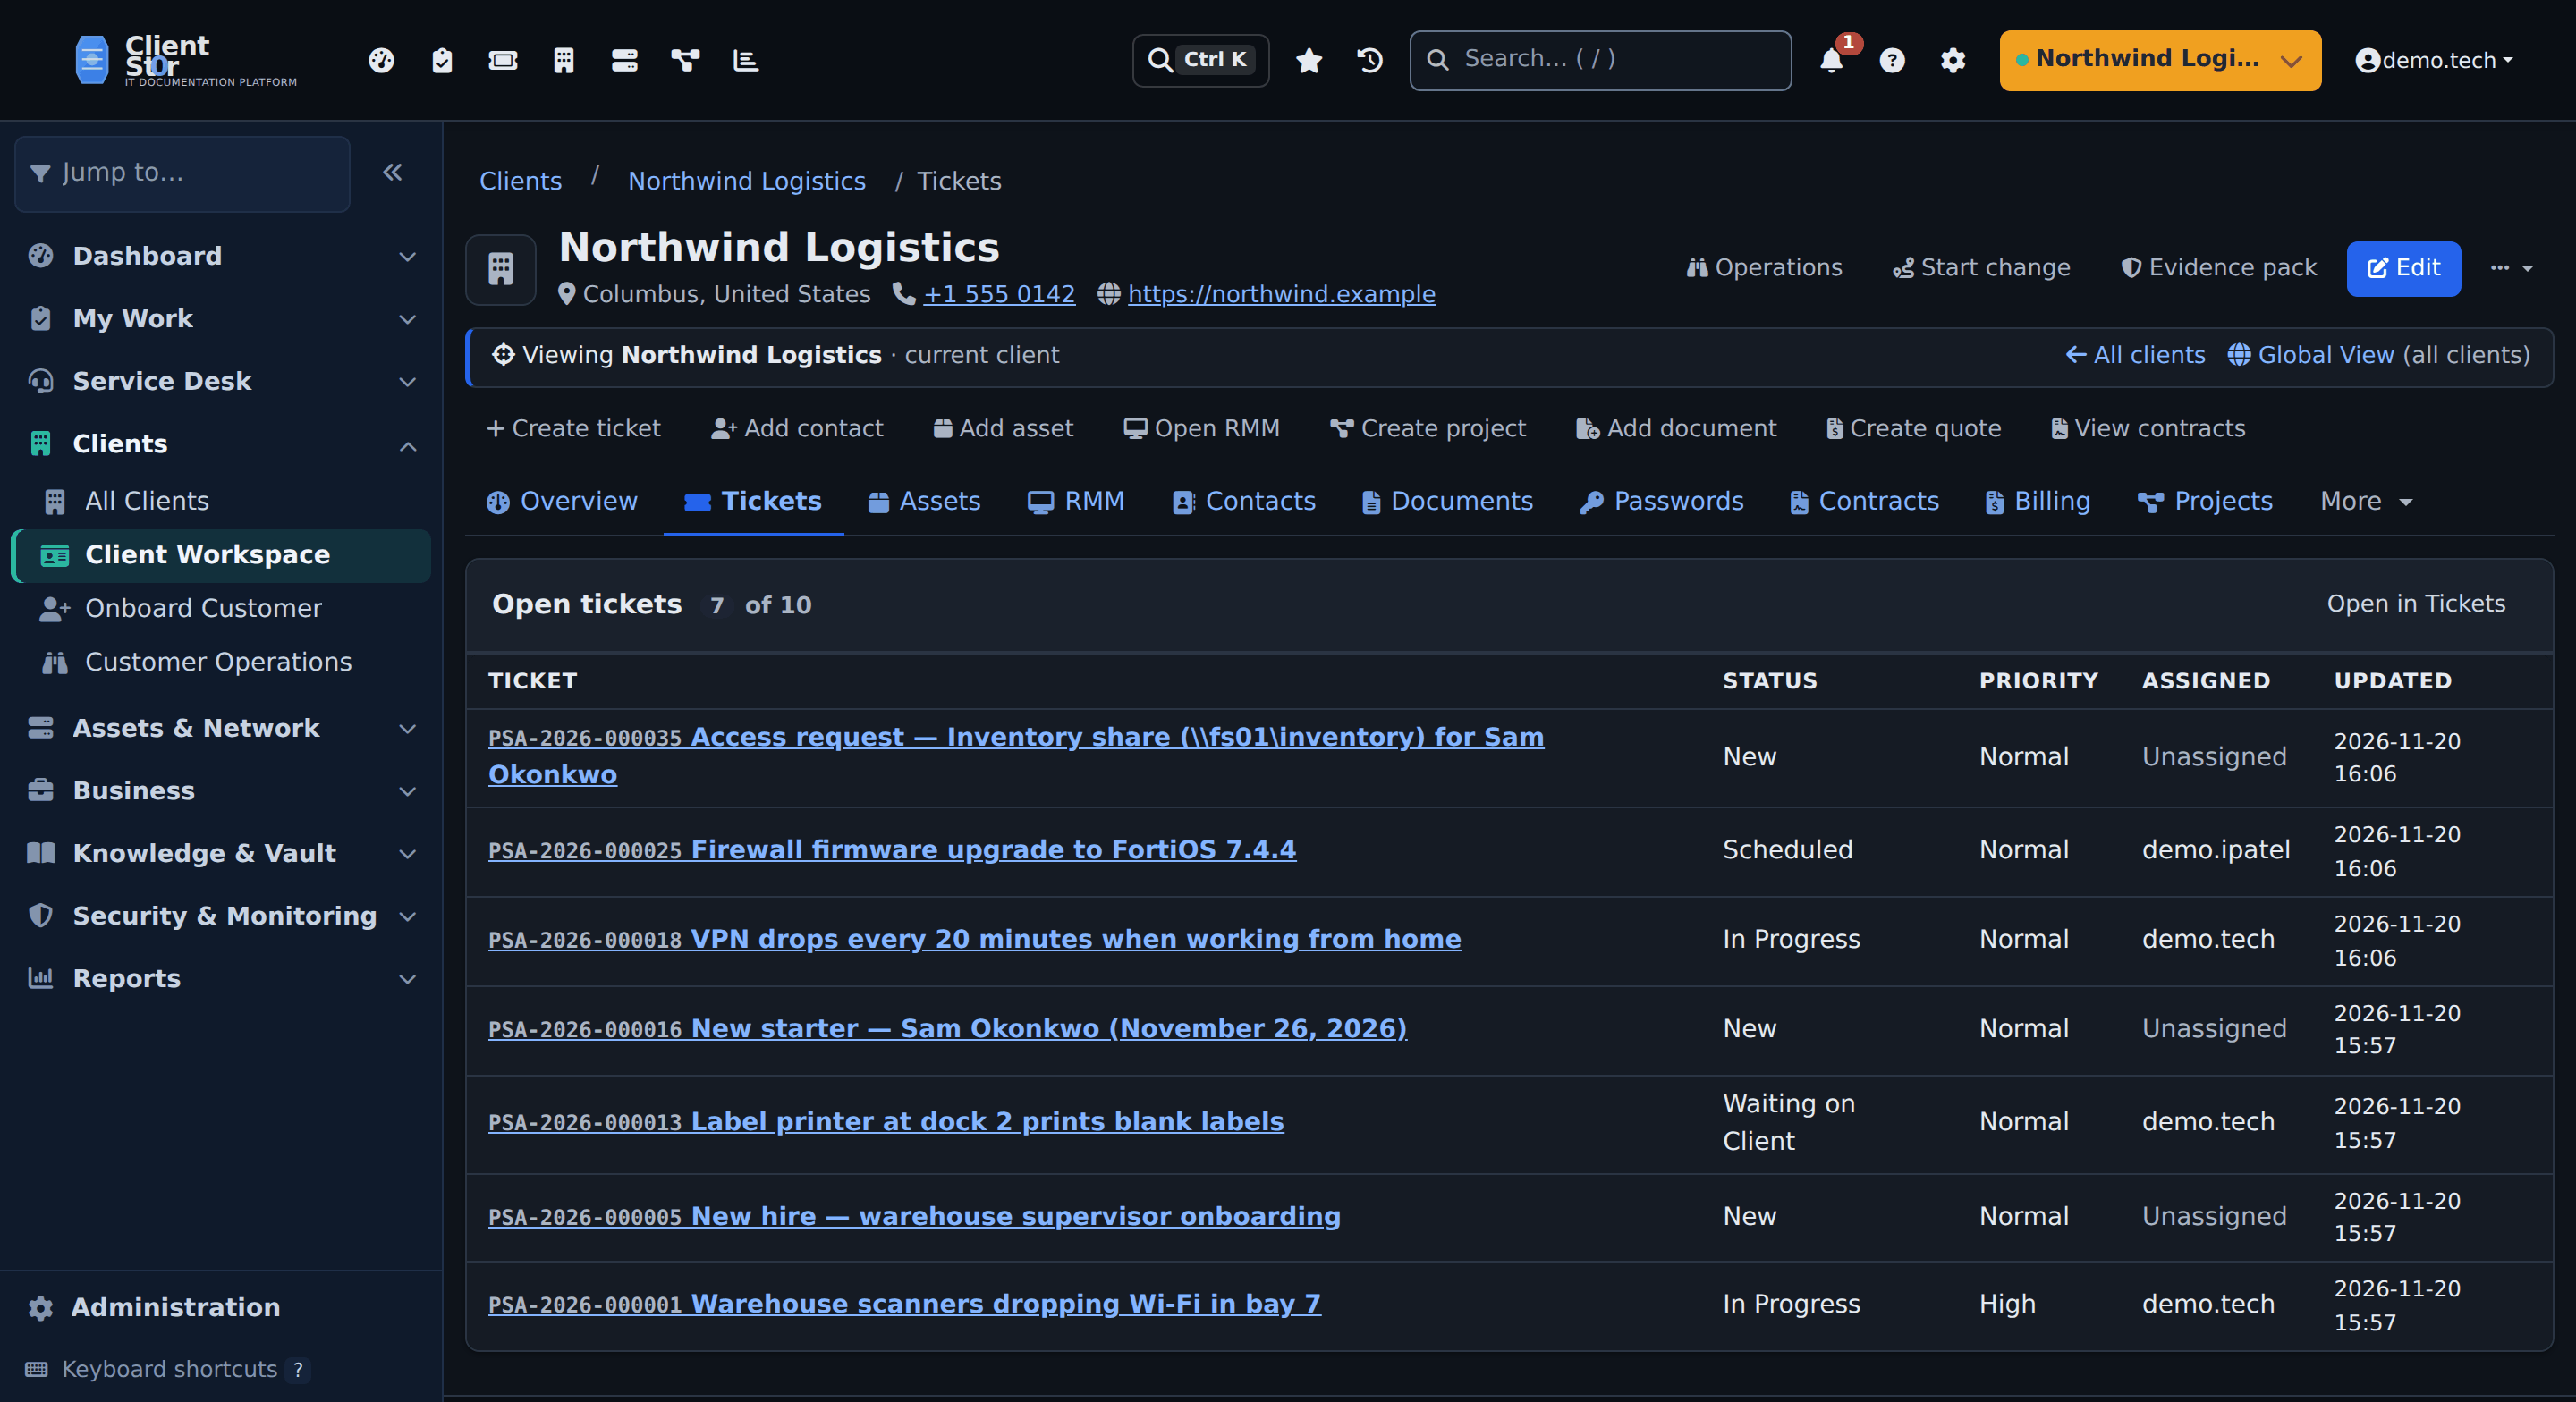 Client
St0r
IT DOCUMENTATION PLATFORM
Ctrl K
Search... ( / )
1
Northwind Logi...
demo.tech
Jump to...
Dashboard
My Work
Service Desk
Clients
All Clients
Client Workspace
Onboard Customer
Customer Operations
Assets & Network
Business
Knowledge & Vault
Security & Monitoring
Reports
Administration
Keyboard shortcuts ?
Clients / Northwind Logistics / Tickets
Northwind Logistics
Columbus, United States +1 555 0142 https://northwind.example
Operations Start change Evidence pack Edit
Viewing Northwind Logistics · current client
All clients Global View (all clients)
Create ticket Add contact Add asset Open RMM Create project Add document Create quote View contracts
Overview Tickets Assets RMM Contacts Documents Passwords Contracts Billing Projects More
Open tickets 7 of 10
Open in Tickets
TICKET STATUS PRIORITY ASSIGNED UPDATED
PSA-2026-000035 Access request — Inventory share (\\fs01\inventory) for Sam
Okonkwo
New Normal Unassigned 2026-11-20
16:06
PSA-2026-000025 Firewall firmware upgrade to FortiOS 7.4.4 Scheduled Normal demo.ipatel 2026-11-20
16:06
PSA-2026-000018 VPN drops every 20 minutes when working from home In Progress Normal demo.tech 2026-11-20
16:06
PSA-2026-000016 New starter — Sam Okonkwo (November 26, 2026) New Normal Unassigned 2026-11-20
15:57
PSA-2026-000013 Label printer at dock 2 prints blank labels Waiting on
Client
Normal demo.tech 2026-11-20
15:57
PSA-2026-000005 New hire — warehouse supervisor onboarding New Normal Unassigned 2026-11-20
15:57
PSA-2026-000001 Warehouse scanners dropping Wi-Fi in bay 7 In Progress High demo.tech 2026-11-20
15:57